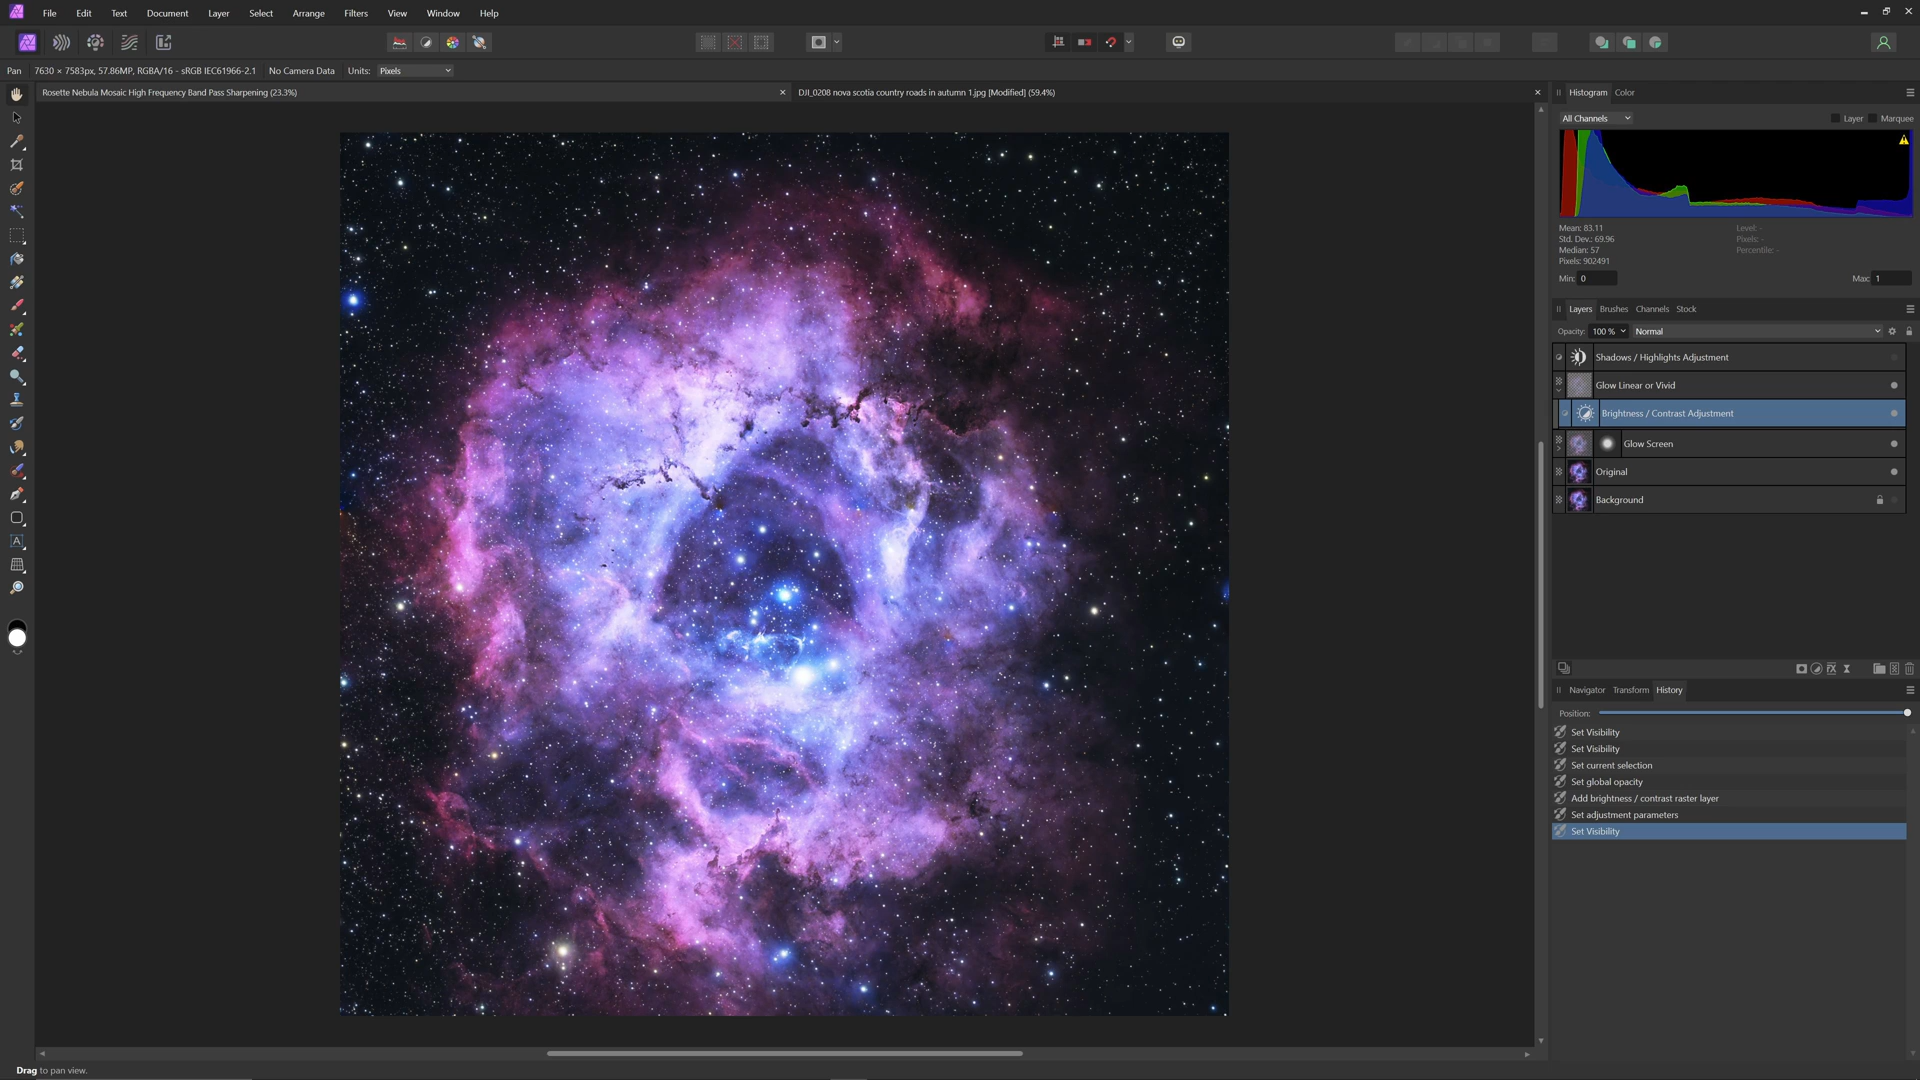 File Edit Text Document Layer Select Arrange Filters View Window Help
Pan 7630 × 7583px, 57.86MP, RGBA/16 - sRGB IEC61966-2.1 No Camera Data Units: Pixels
Rosette Nebula Mosaic High Frequency Band Pass Sharpening (23.3%)
DJI_0208 nova scotia country roads in autumn 1.jpg [Modified] (59.4%)
Histogram Color
All Channels Layer Marquee
Mean: 83.11 Level: -
Std. Dev.: 69.96 Pixels: -
Median: 57 Percentile: -
Pixels: 902491
Min: 0 Max: 1
Layers Brushes Channels Stock
Opacity: 100 % Normal
Shadows / Highlights Adjustment
Glow Linear or Vivid
Brightness / Contrast Adjustment
Glow Screen
Original
Background
Navigator Transform History
Position:
Set Visibility
Set Visibility
Set current selection
Set global opacity
Add brightness / contrast raster layer
Set adjustment parameters
Set Visibility
Drag to pan view.